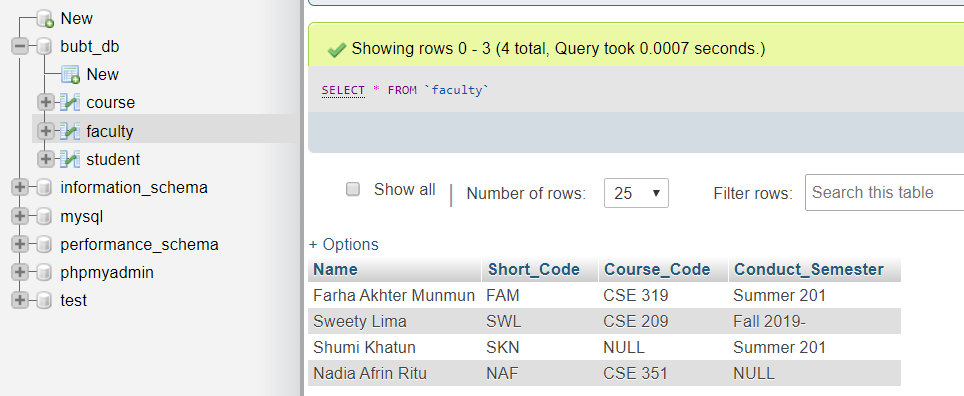 New
bubt_db
New
course
faculty
student
information_schema
mysql
performance_schema
phpmyadmin
test
Showing rows 0 - 3 (4 total, Query took 0.0007 seconds.)
SELECT * FROM `faculty`
Show all | Number of rows: 25 Filter rows: Search this table
+ Options
Name Short_Code Course_Code Conduct_Semester
Farha Akhter Munmun FAM CSE 319 Summer 201
Sweety Lima SWL CSE 209 Fall 2019-
Shumi Khatun SKN NULL Summer 201
Nadia Afrin Ritu NAF CSE 351 NULL